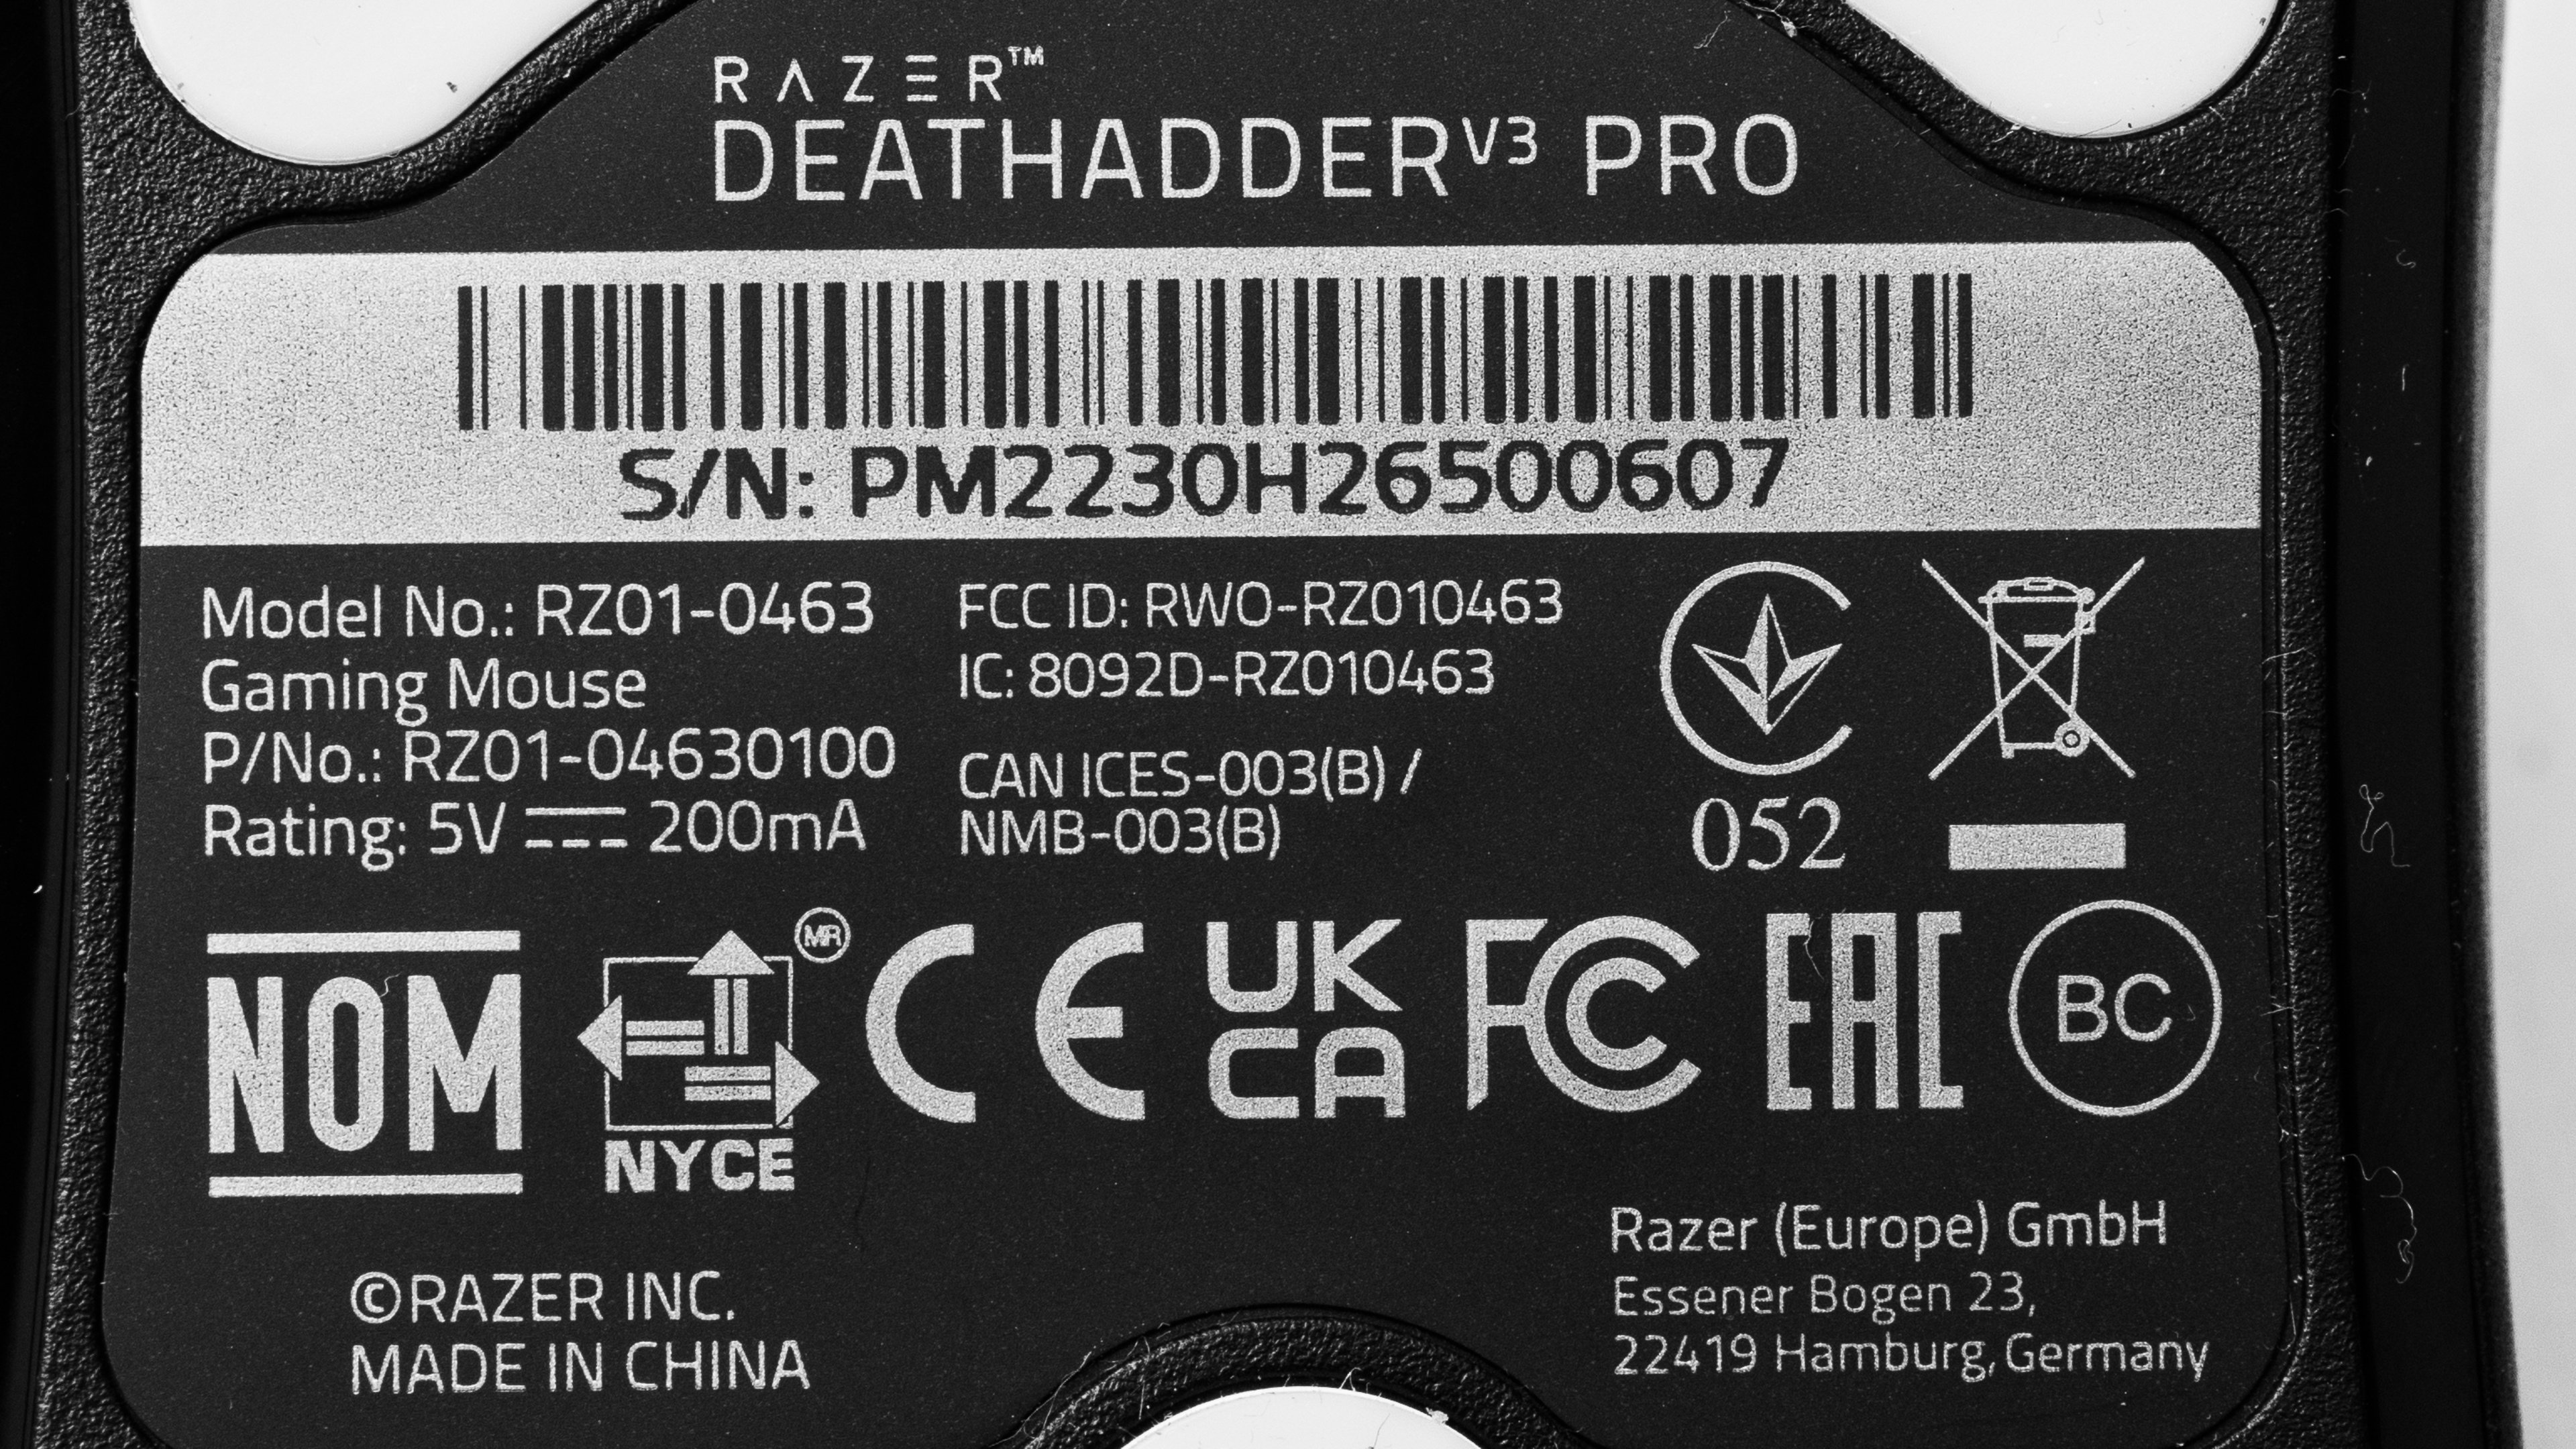 RAZER™
DEATHADDER V3 PRO
S/N: PM2230H26500607
Model No.: RZ01-0463
Gaming Mouse
P/No.: RZ01-04630100
Rating: 5V ⎓ 200mA
FCC ID: RWO-RZ010463
IC: 8092D-RZ010463
CAN ICES-003(B) /
NMB-003(B)
052
NOM
MR
NYCE
CE
UK
CA
FCC
EAC
BC
©RAZER INC.
MADE IN CHINA
Razer (Europe) GmbH
Essener Bogen 23,
22419 Hamburg, Germany